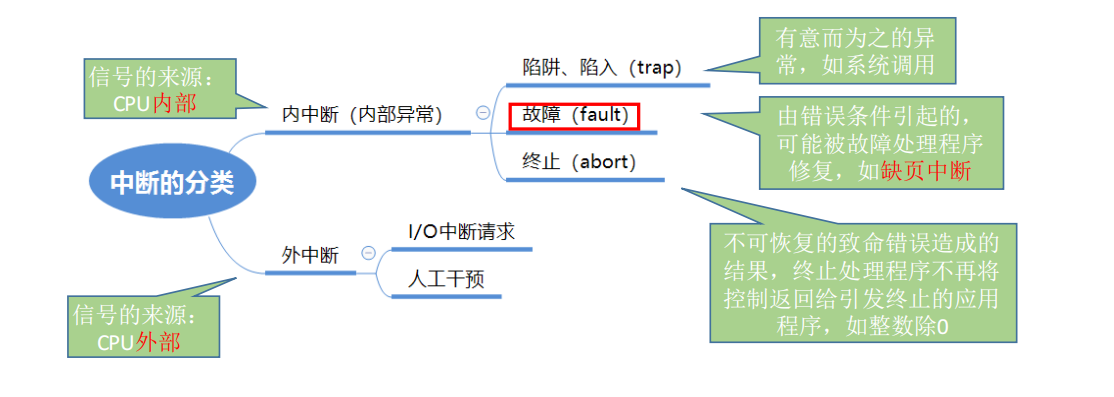 有意而为之的异
常，如系统调用
陷阱、陷入（trap）
信号的来源：
CPU内部
内中断（内部异常）
故障（fault）
由错误条件引起的，
可能被故障处理程序
修复，如缺页中断
终止（abort）
中断的分类
I/O中断请求
外中断
人工干预
不可恢复的致命错误造成的
结果，终止处理程序不再将
控制返回给引发终止的应用
程序，如整数除0
信号的来源：
CPU外部